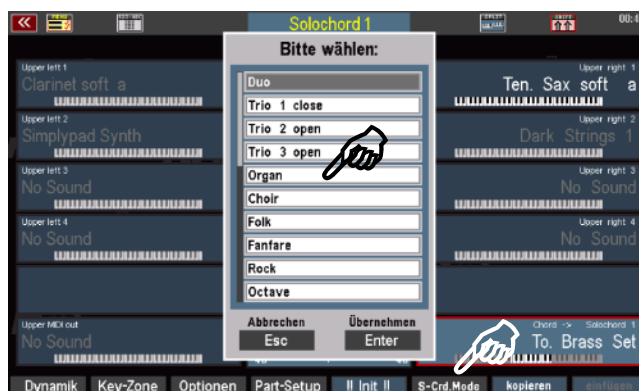 Solochord 1
00:4
Bitte wählen:
Upper left 1
Clarinet soft a
Upper left 2
Simplypad Synth
Upper left 3
No Sound
Upper left 4
No Sound
Upper MIDI out
No Sound
Duo
Trio 1 close
Trio 2 open
Trio 3 open
Organ
Choir
Folk
Fanfare
Rock
Octave
Abbrechen
Esc
Übernehmen
Enter
Upper right 1
Ten. Sax soft a
Upper right 2
Dark Strings 1
Upper right 3
No Sound
Upper right 4
No Sound
Chord -> Solochord 1
To. Brass Set
Dynamik Key-Zone Optionen Part-Setup !! Init !! S-Crd.Mode kopieren einfügen